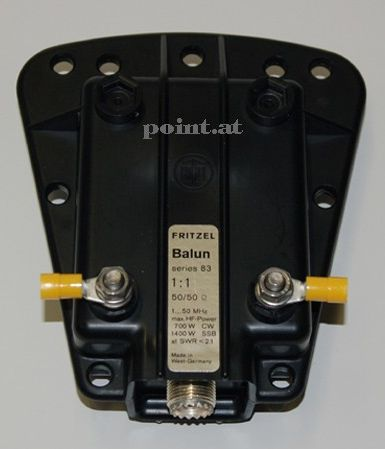 point.at
FRITZEL
Balun
series 83
1:1
50/50 Ω
1...50 MHz
max. HF-Power
700 W CW
1400 W SSB
at SWR < 2:1
Made in
West-Germany